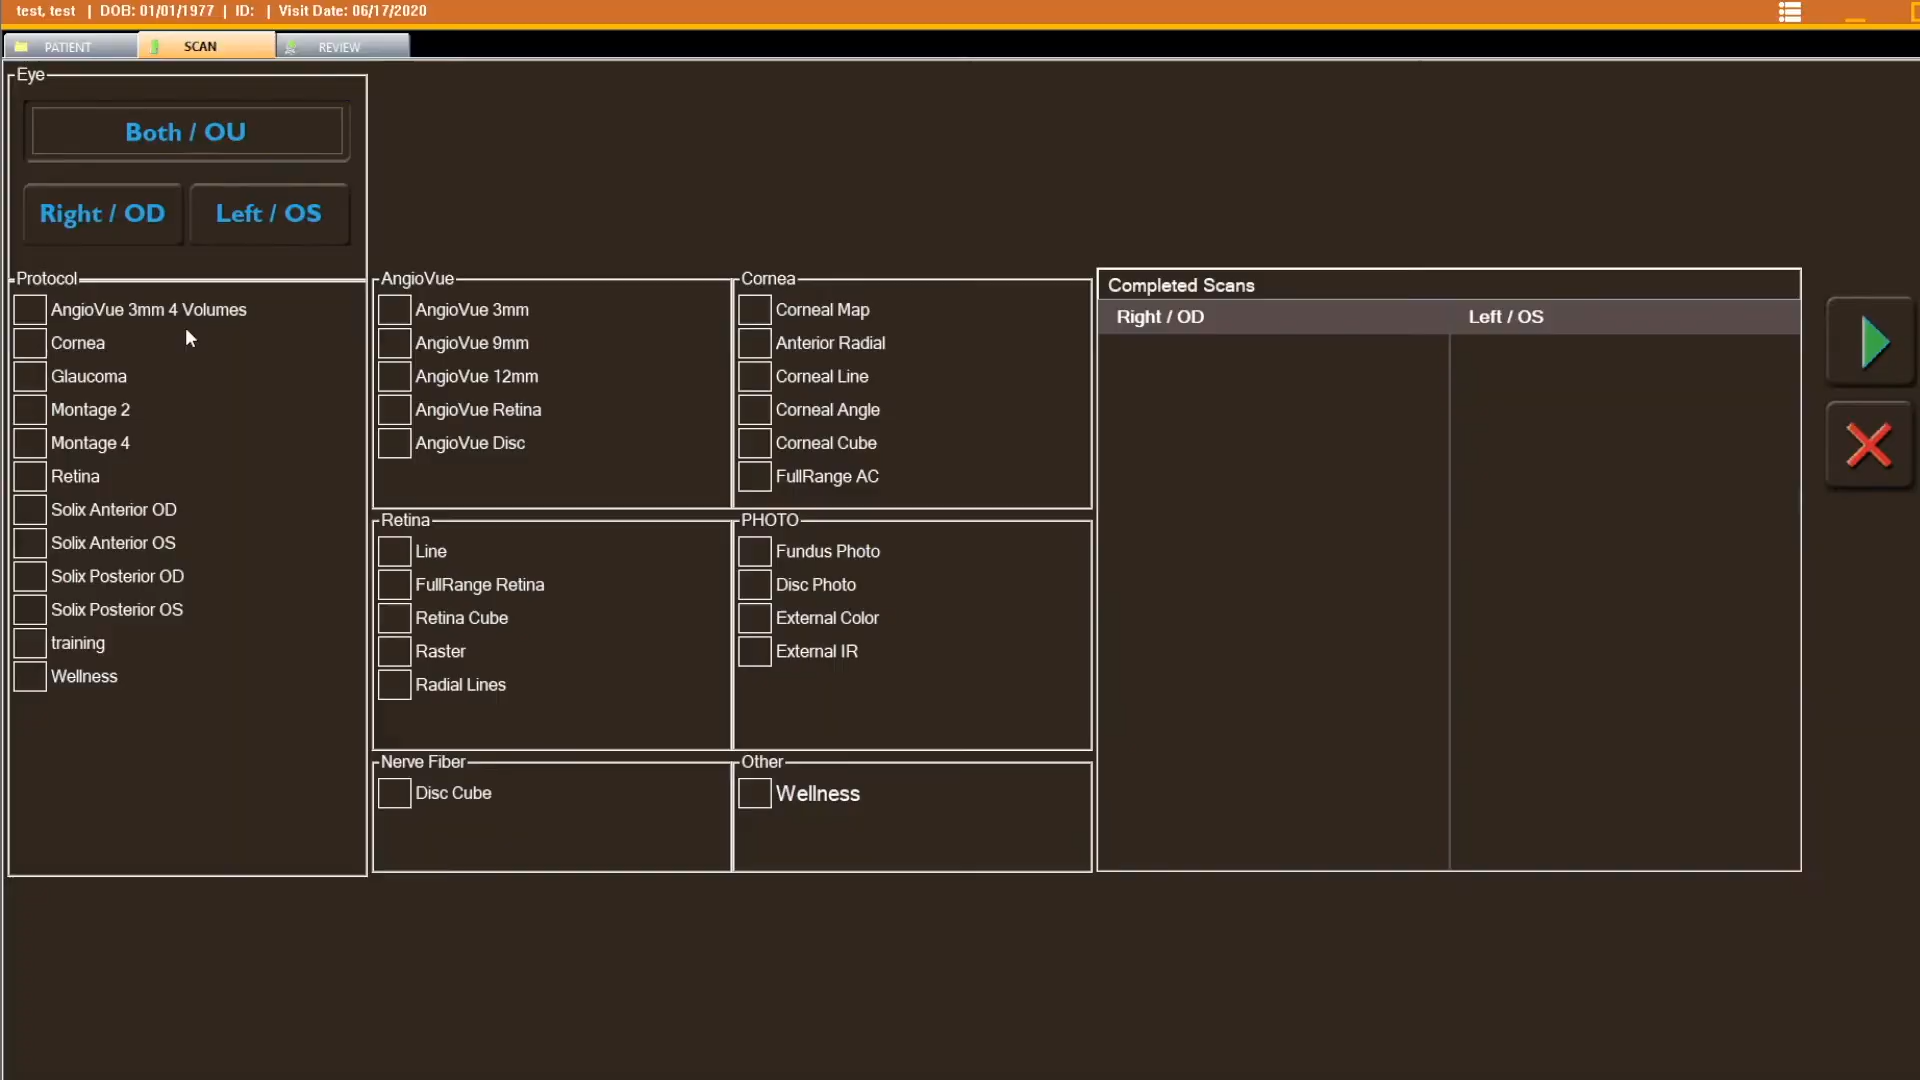 test, test | DOB: 01/01/1977 | ID: | Visit Date: 06/17/2020
PATIENT
SCAN
REVIEW
Eye
Both / OU
Right / OD
Left / OS
Protocol
AngioVue 3mm 4 Volumes
Cornea
Glaucoma
Montage 2
Montage 4
Retina
Solix Anterior OD
Solix Anterior OS
Solix Posterior OD
Solix Posterior OS
training
Wellness
AngioVue
AngioVue 3mm
AngioVue 9mm
AngioVue 12mm
AngioVue Retina
AngioVue Disc
Cornea
Corneal Map
Anterior Radial
Corneal Line
Corneal Angle
Corneal Cube
FullRange AC
Retina
Line
FullRange Retina
Retina Cube
Raster
Radial Lines
PHOTO
Fundus Photo
Disc Photo
External Color
External IR
Nerve Fiber
Disc Cube
Other
Wellness
Completed Scans
Right / OD
Left / OS